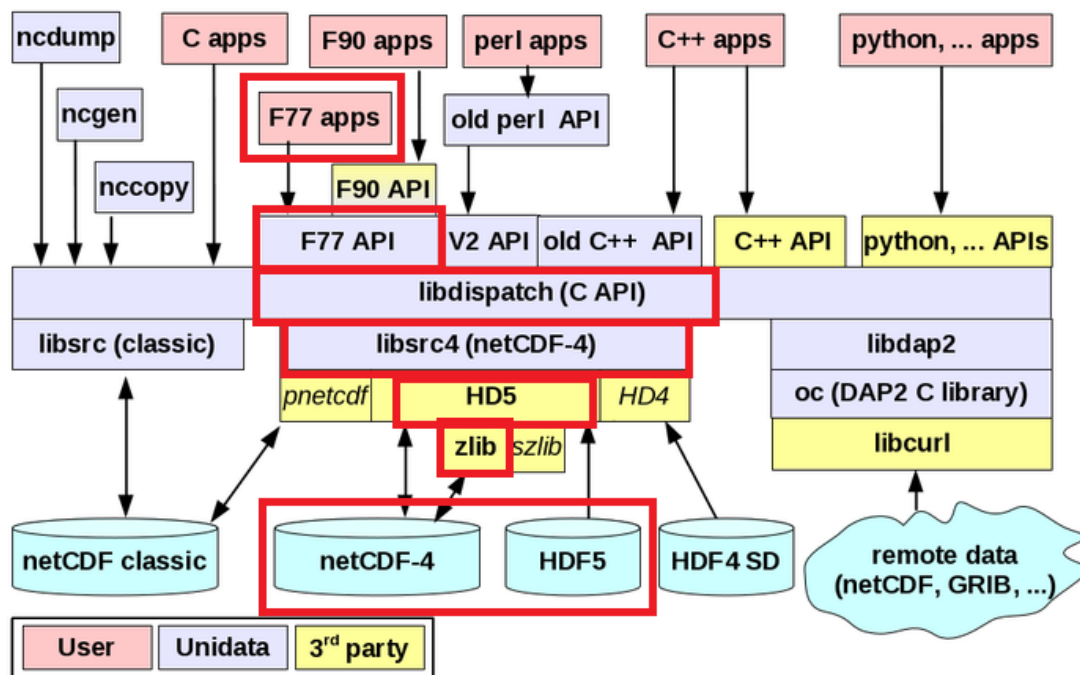 ncdump
C apps
F90 apps
perl apps
C++ apps
python, ... apps
ncgen
F77 apps
old perl API
nccopy
F90 API
F77 API
V2 API
old C++ API
C++ API
python, ... APIs
libdispatch (C API)
libsrc (classic)
libsrc4 (netCDF-4)
libdap2
pnetcdf
HD5
HD4
oc (DAP2 C library)
zlib
szlib
libcurl
netCDF classic
netCDF-4
HDF5
HDF4 SD
remote data
(netCDF, GRIB, ...)
User
Unidata
3rd party